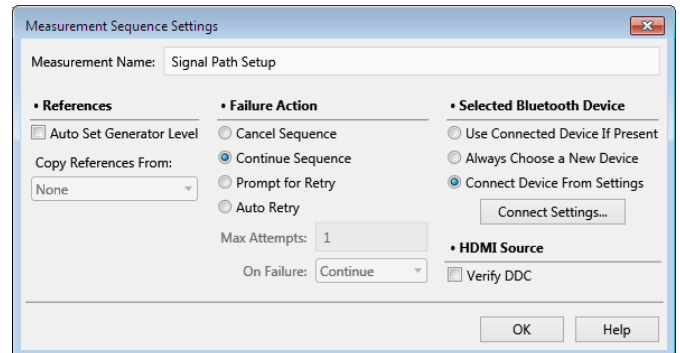 Measurement Sequence Settings
Measurement Name: Signal Path Setup
• References
Auto Set Generator Level
Copy References From:
None
• Failure Action
Cancel Sequence
Continue Sequence
Prompt for Retry
Auto Retry
Max Attempts: 1
On Failure: Continue
• Selected Bluetooth Device
Use Connected Device If Present
Always Choose a New Device
Connect Device From Settings
Connect Settings...
• HDMI Source
Verify DDC
OK
Help